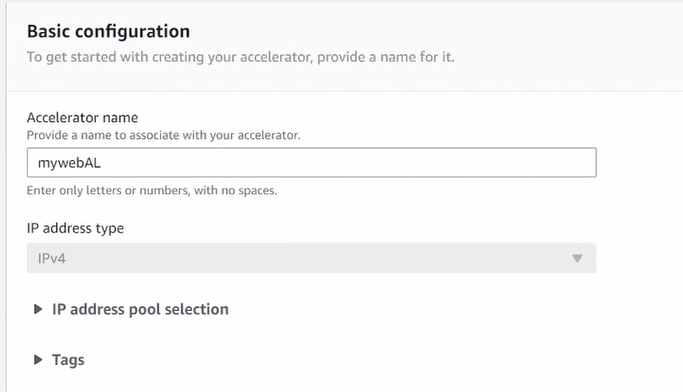 Basic configuration
To get started with creating your accelerator, provide a name for it.
Accelerator name
Provide a name to associate with your accelerator.
mywebAL
Enter only letters or numbers, with no spaces.
IP address type
IPv4
IP address pool selection
Tags